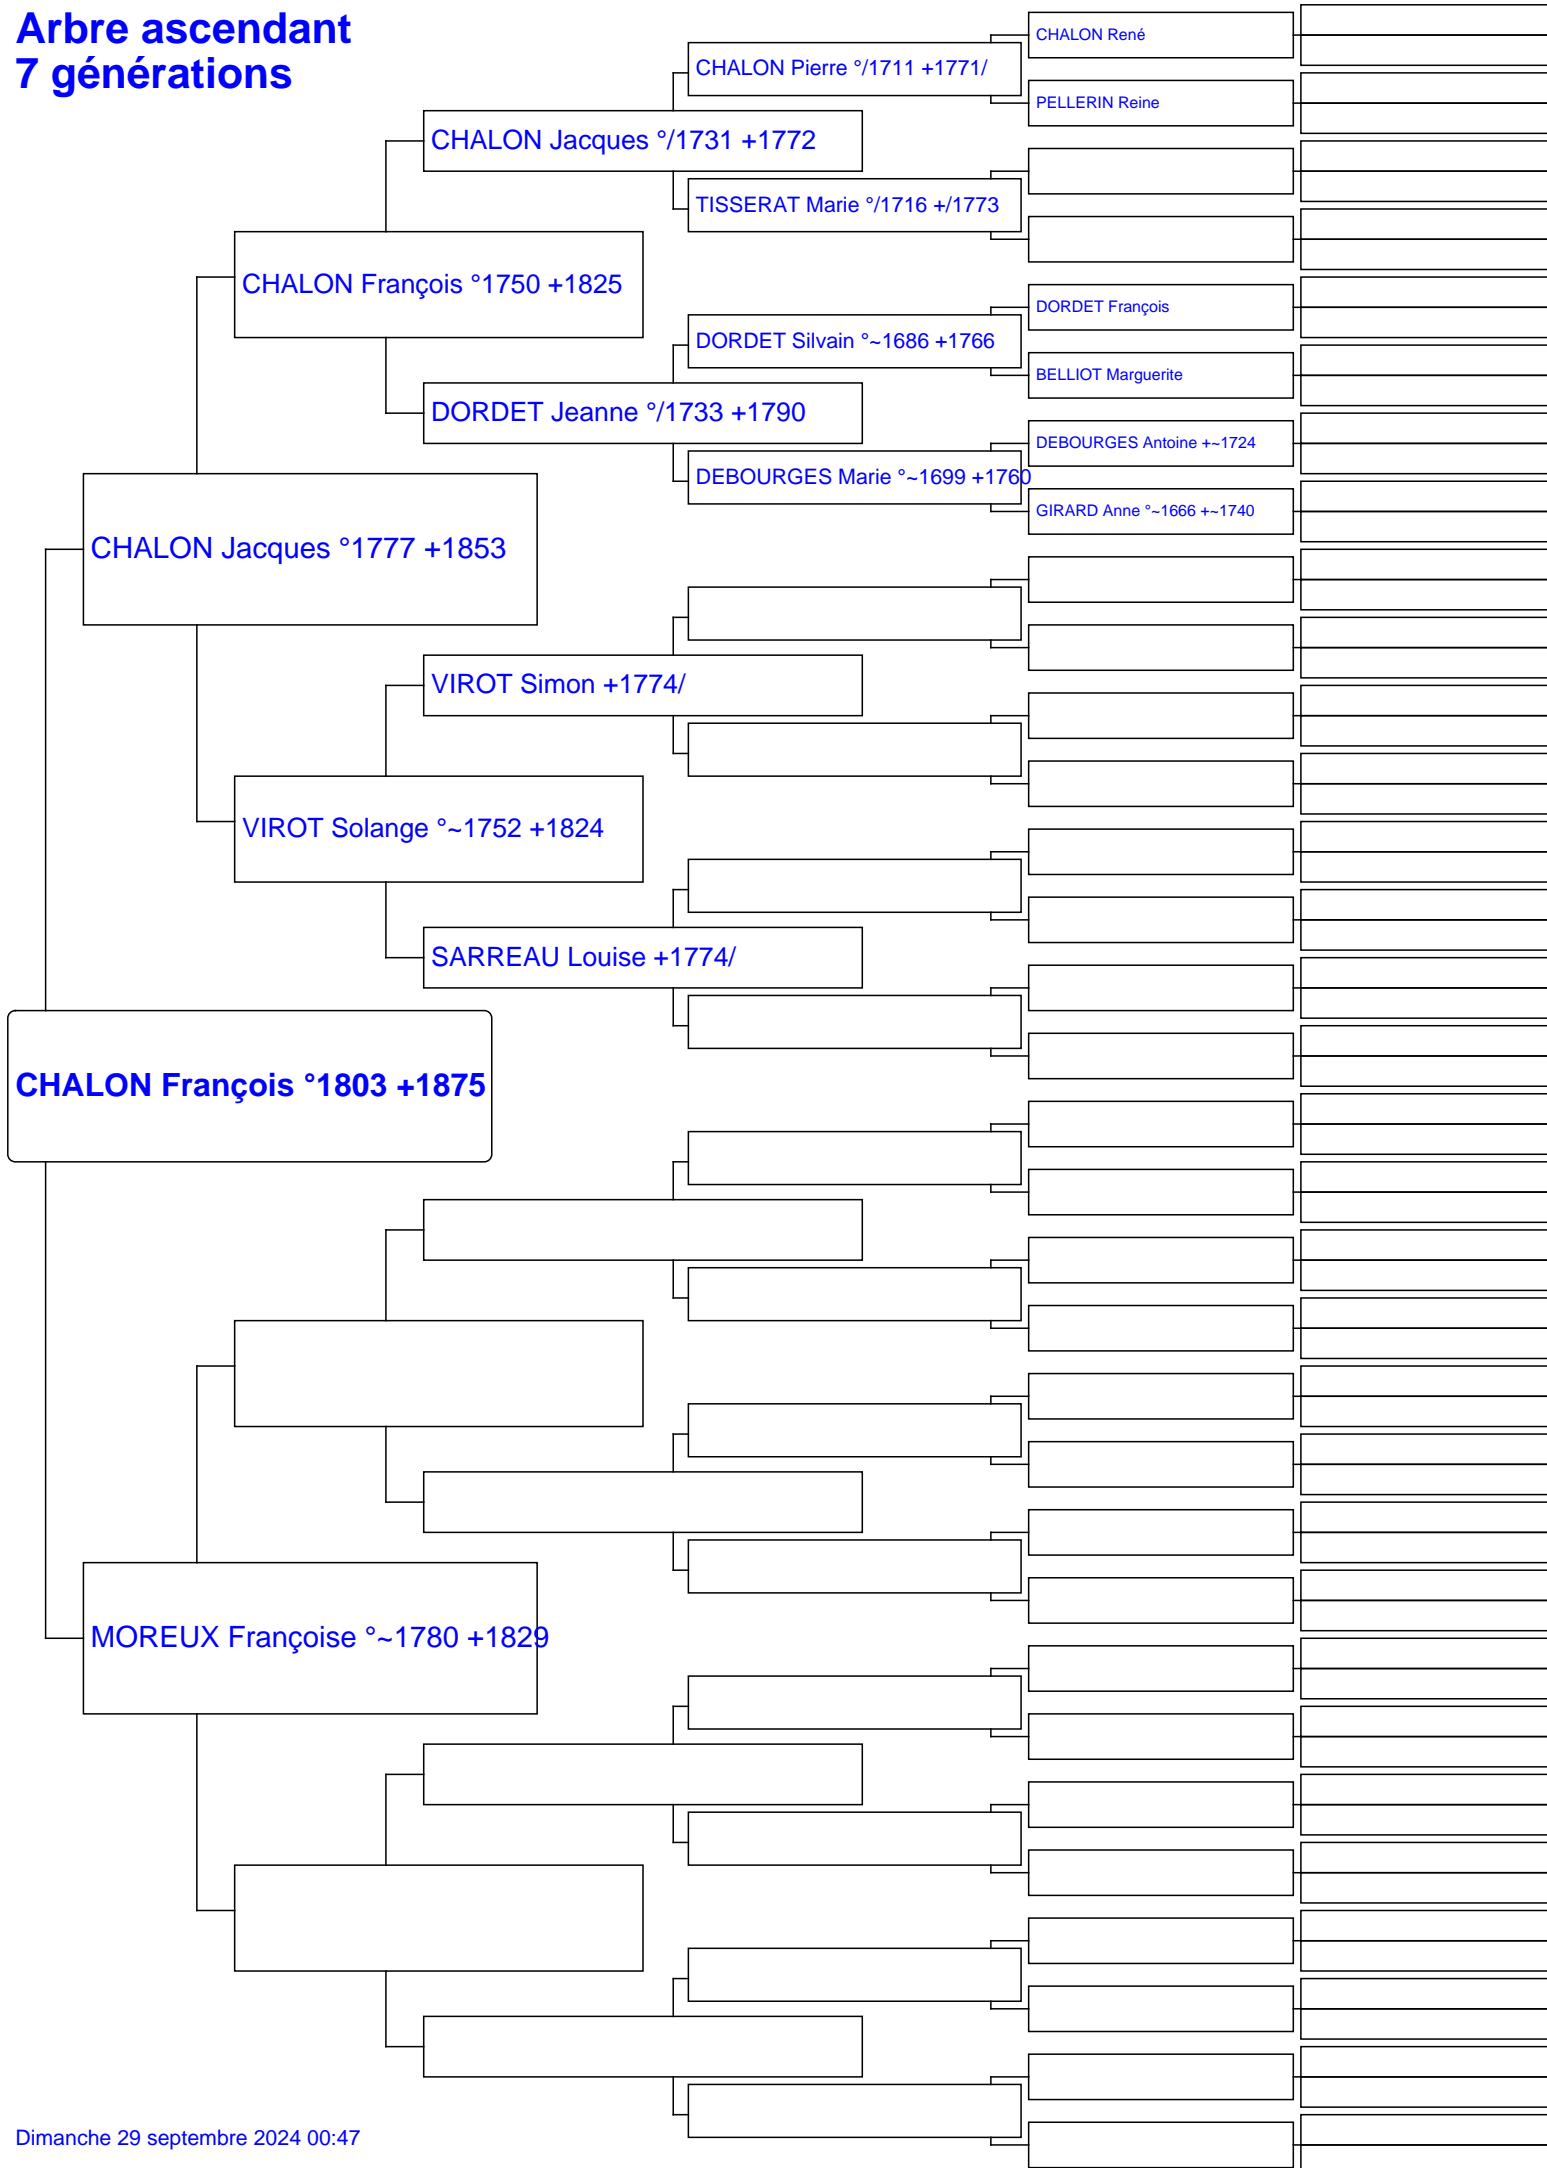 Arbre ascendant
7 générations
CHALON René
CHALON Pierre °/1711 +1771/
PELLERIN Reine
CHALON Jacques °/1731 +1772
TISSERAT Marie °/1716 +/1773
CHALON François °1750 +1825
DORDET François
DORDET Silvain °~1686 +1766
BELLIOT Marguerite
DORDET Jeanne °/1733 +1790
DEBOURGES Antoine +~1724
DEBOURGES Marie °~1699 +1760
GIRARD Anne °~1666 +~1740
CHALON Jacques °1777 +1853
VIROT Simon +1774/
VIROT Solange °~1752 +1824
SARREAU Louise +1774/
CHALON François °1803 +1875
MOREUX Françoise °~1780 +1829
Dimanche 29 septembre 2024 00:47